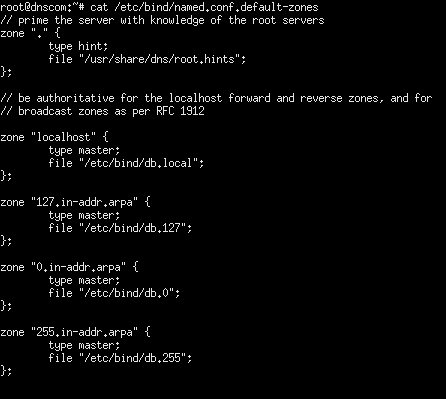 root@dnscom:~# cat /etc/bind/named.conf.default-zones
// prime the server with knowledge of the root servers
zone "." {
        type hint;
        file "/usr/share/dns/root.hints";
};

// be authoritative for the localhost forward and reverse zones, and for
// broadcast zones as per RFC 1912

zone "localhost" {
        type master;
        file "/etc/bind/db.local";
};

zone "127.in-addr.arpa" {
        type master;
        file "/etc/bind/db.127";
};

zone "0.in-addr.arpa" {
        type master;
        file "/etc/bind/db.0";
};

zone "255.in-addr.arpa" {
        type master;
        file "/etc/bind/db.255";
};